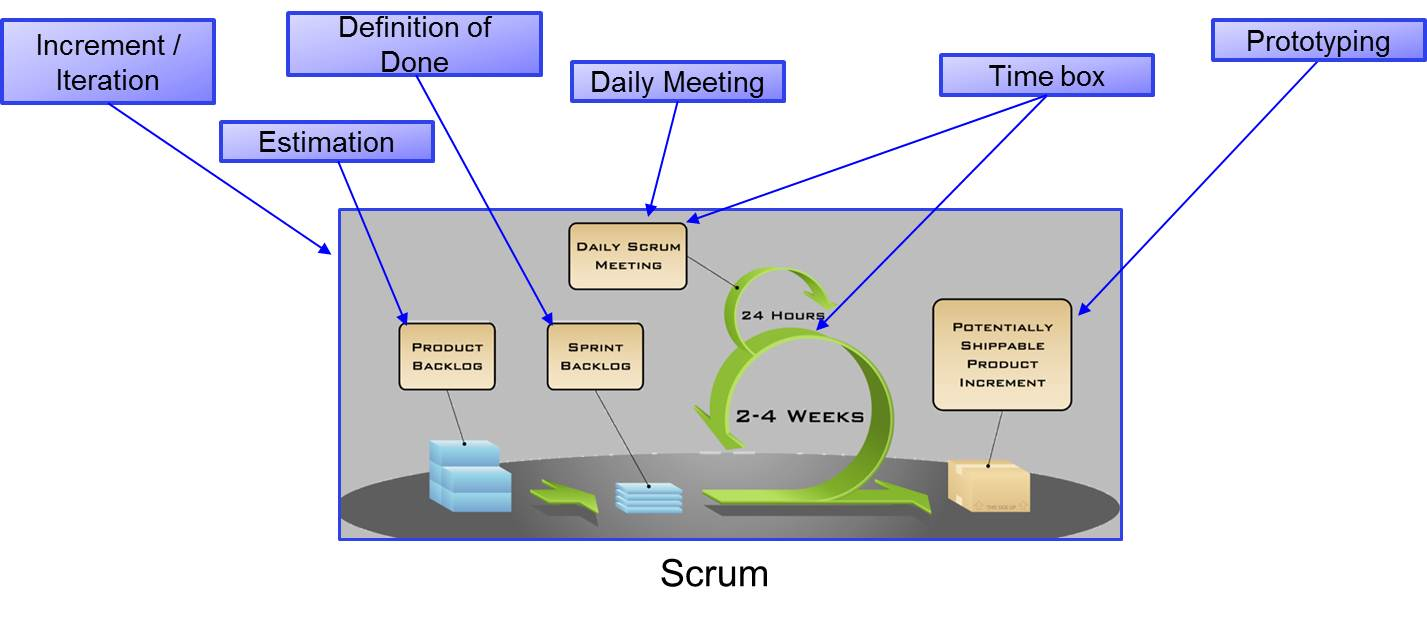 Increment /
Iteration
Definition of
Done
Daily Meeting
Time box
Prototyping
Estimation
DAILY SCRUM
MEETING
24 HOURS
PRODUCT
BACKLOG
SPRINT
BACKLOG
POTENTIALLY
SHIPPABLE
PRODUCT
INCREMENT
2-4 WEEKS
Scrum